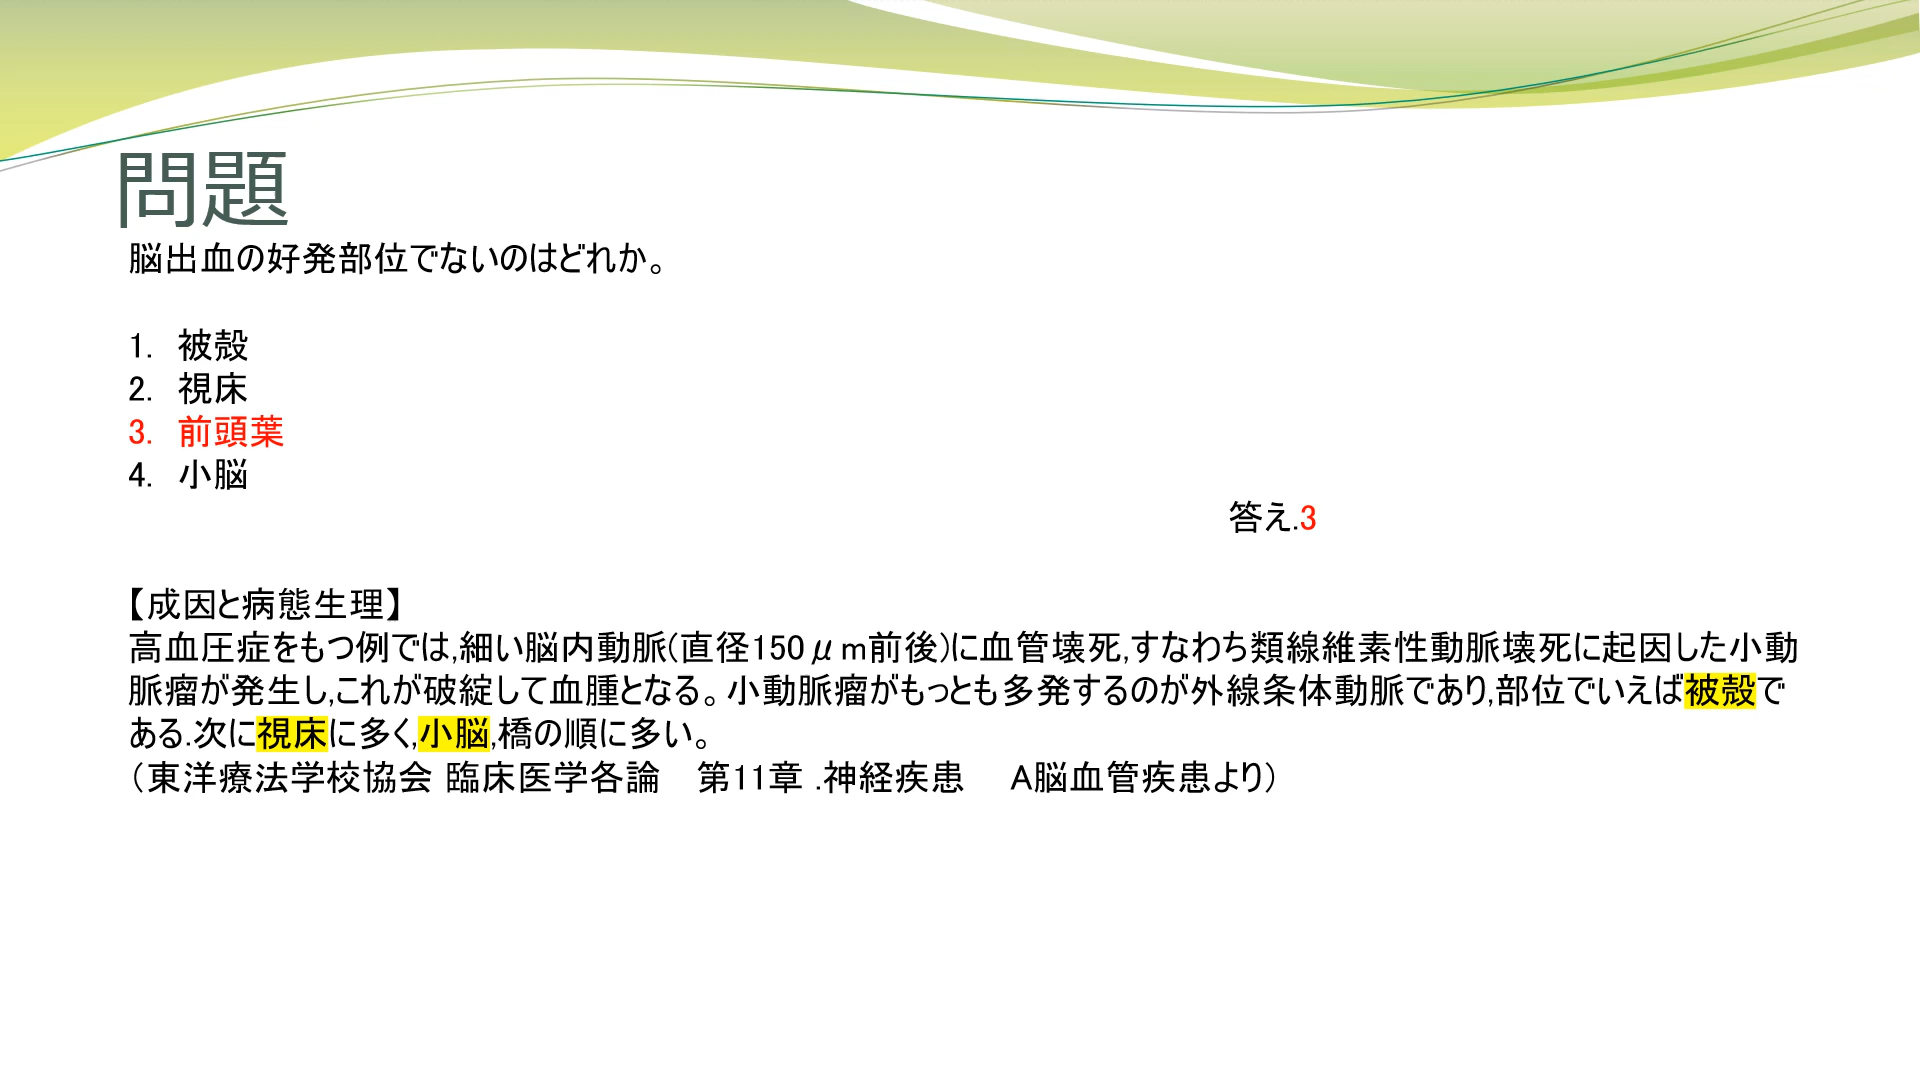 問題
脳出血の好発部位でないのはどれか。
1. 被殻
2. 視床
3. 前頭葉
4. 小脳
答え.3
【成因と病態生理】
高血圧症をもつ例では,細い脳内動脈(直径150μm前後)に血管壊死,すなわち類線維素性動脈壊死に起因した小動
脈瘤が発生し,これが破綻して血腫となる。小動脈瘤がもっとも多発するのが外線条体動脈であり,部位でいえば被殻で
ある.次に視床に多く,小脳,橋の順に多い。
（東洋療法学校協会 臨床医学各論　第11章 .神経疾患　A脳血管疾患より）